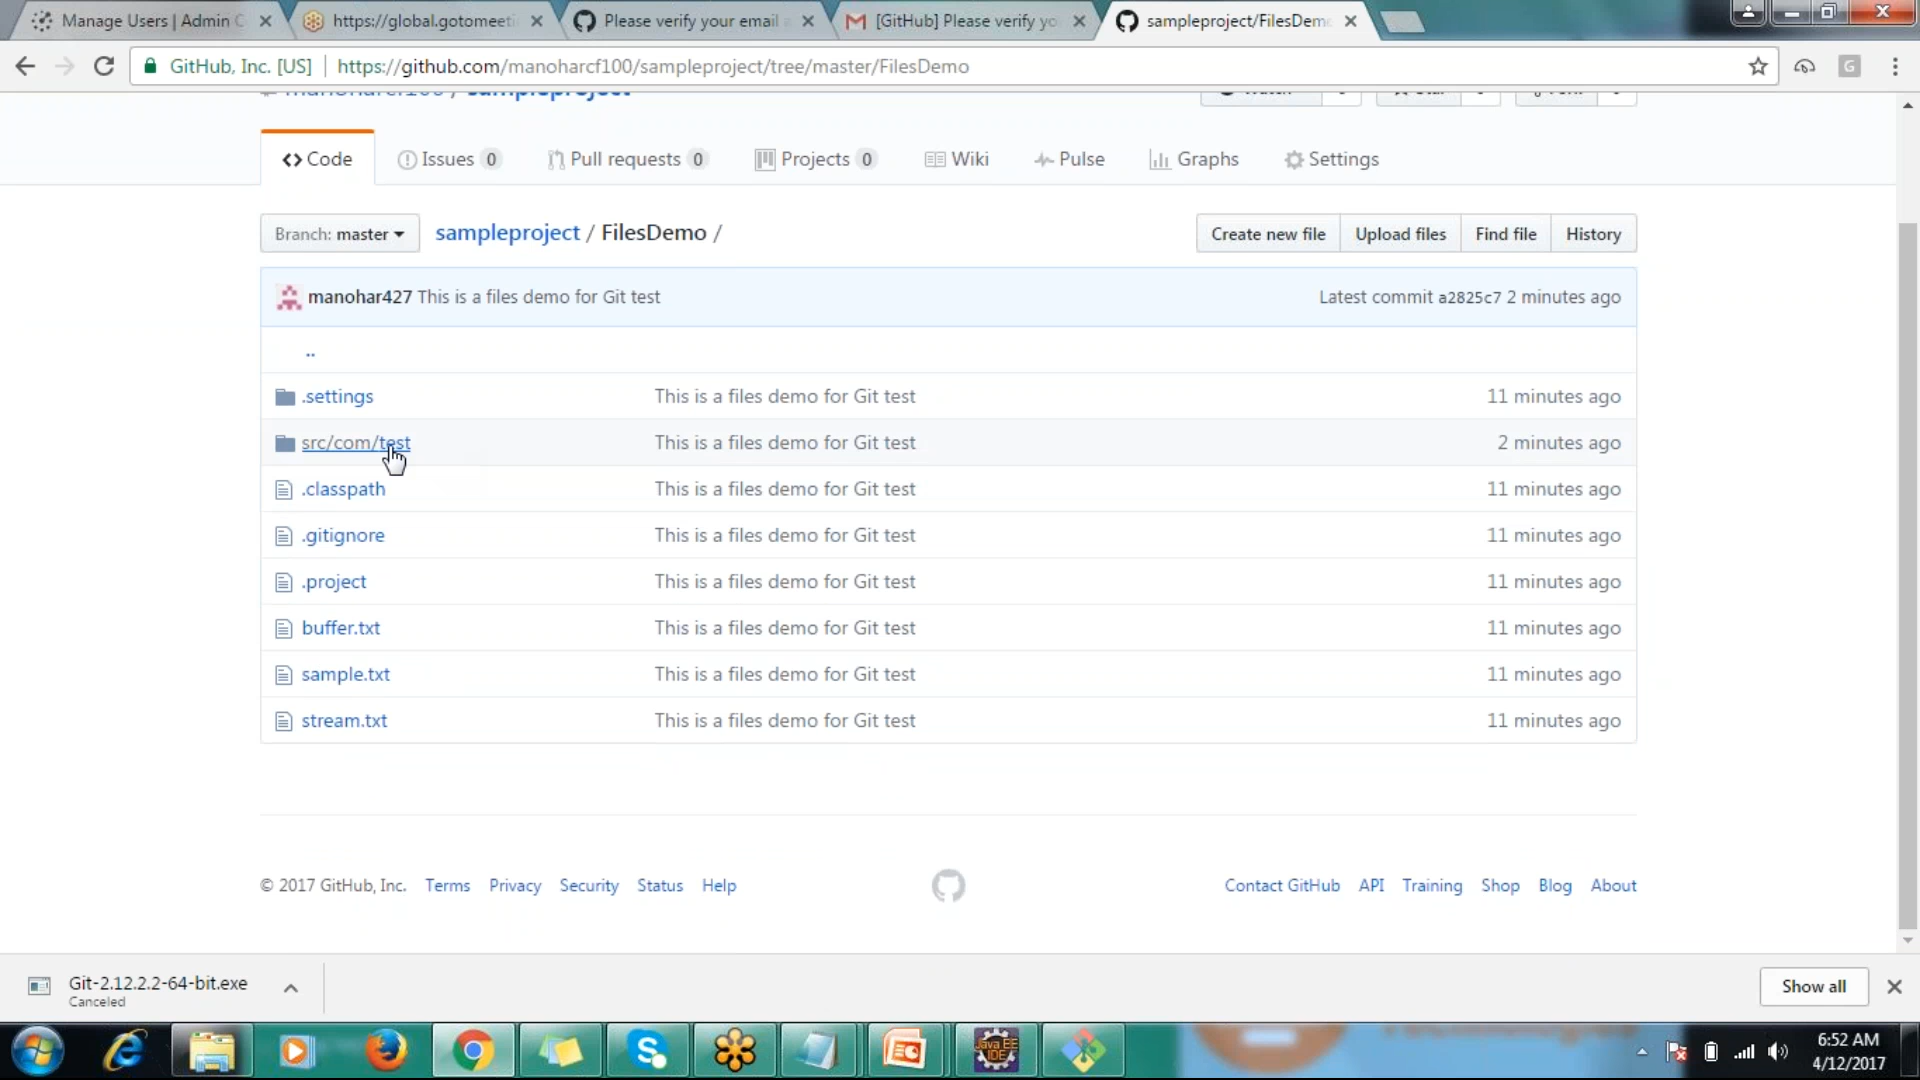 Manage Users | Admin C
https://global.gotomeeti
Please verify your email
[GitHub] Please verify yo
sampleproject/FilesDem
GitHub, Inc. [US] | https://github.com/manoharcf100/sampleproject/tree/master/FilesDemo
G
manoharcf100 / sampleproject
<> Code
Issues 0
Pull requests 0
Projects 0
Wiki
Pulse
Graphs
Settings
Branch: master
sampleproject / FilesDemo /
Create new file
Upload files
Find file
History
manohar427 This is a files demo for Git test
Latest commit a2825c7 2 minutes ago
..
.settings This is a files demo for Git test 11 minutes ago
src/com/test This is a files demo for Git test 2 minutes ago
.classpath This is a files demo for Git test 11 minutes ago
.gitignore This is a files demo for Git test 11 minutes ago
.project This is a files demo for Git test 11 minutes ago
buffer.txt This is a files demo for Git test 11 minutes ago
sample.txt This is a files demo for Git test 11 minutes ago
stream.txt This is a files demo for Git test 11 minutes ago
© 2017 GitHub, Inc. Terms Privacy Security Status Help
Contact GitHub API Training Shop Blog About
Git-2.12.2.2-64-bit.exe
Canceled
Show all
Java EE
IDE
6:52 AM
4/12/2017